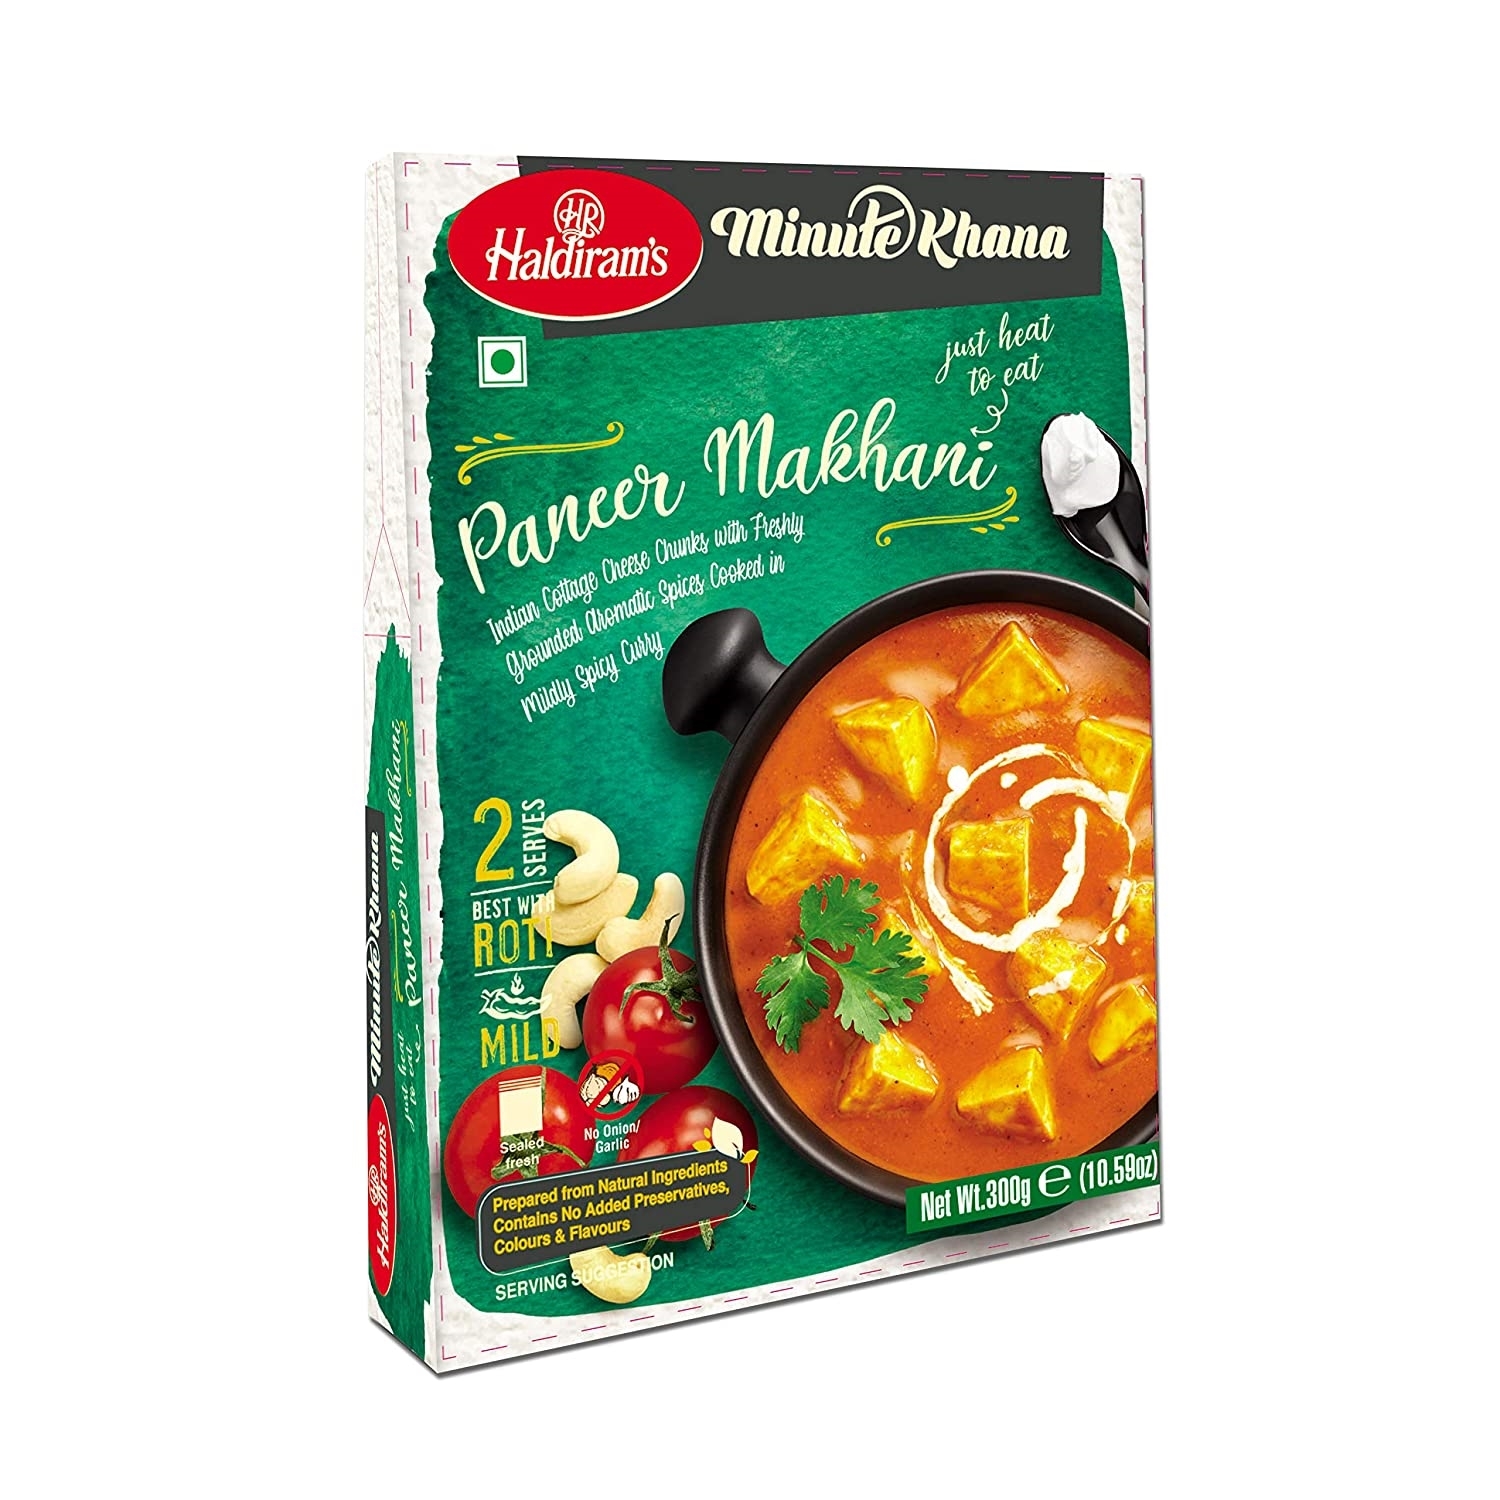 HR
Haldiram's
Minute Khana
just heat
to eat
Paneer Makhani
Indian Cottage Cheese Chunks with Freshly
Grounded Aromatic Spices Cooked in
Mildly Spicy Curry
2 SERVES
BEST WITH
ROTI
MILD
Sealed
fresh
No Onion/
Garlic
Prepared from Natural Ingredients
Contains No Added Preservatives,
Colours & Flavours
SERVING SUGGESTION
Net Wt.300g ℮ (10.59oz)
Paneer Makhani
Minute Khana
just heat
to eat
HR
Haldiram's